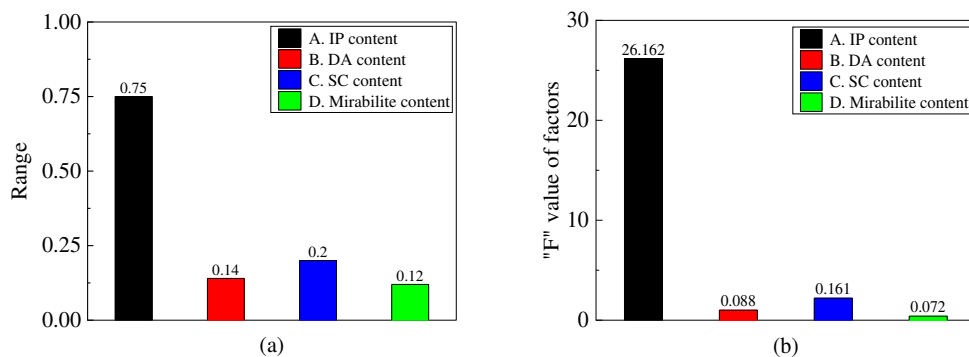 1.00
0.75
0.50
0.25
0.00
Range
0.75
0.14
0.2
0.12
A. IP content
B. DA content
C. SC content
D. Mirabilite content
(a)
30
20
10
0
"F" value of factors
26.162
0.088
0.161
0.072
A. IP content
B. DA content
C. SC content
D. Mirabilite content
(b)